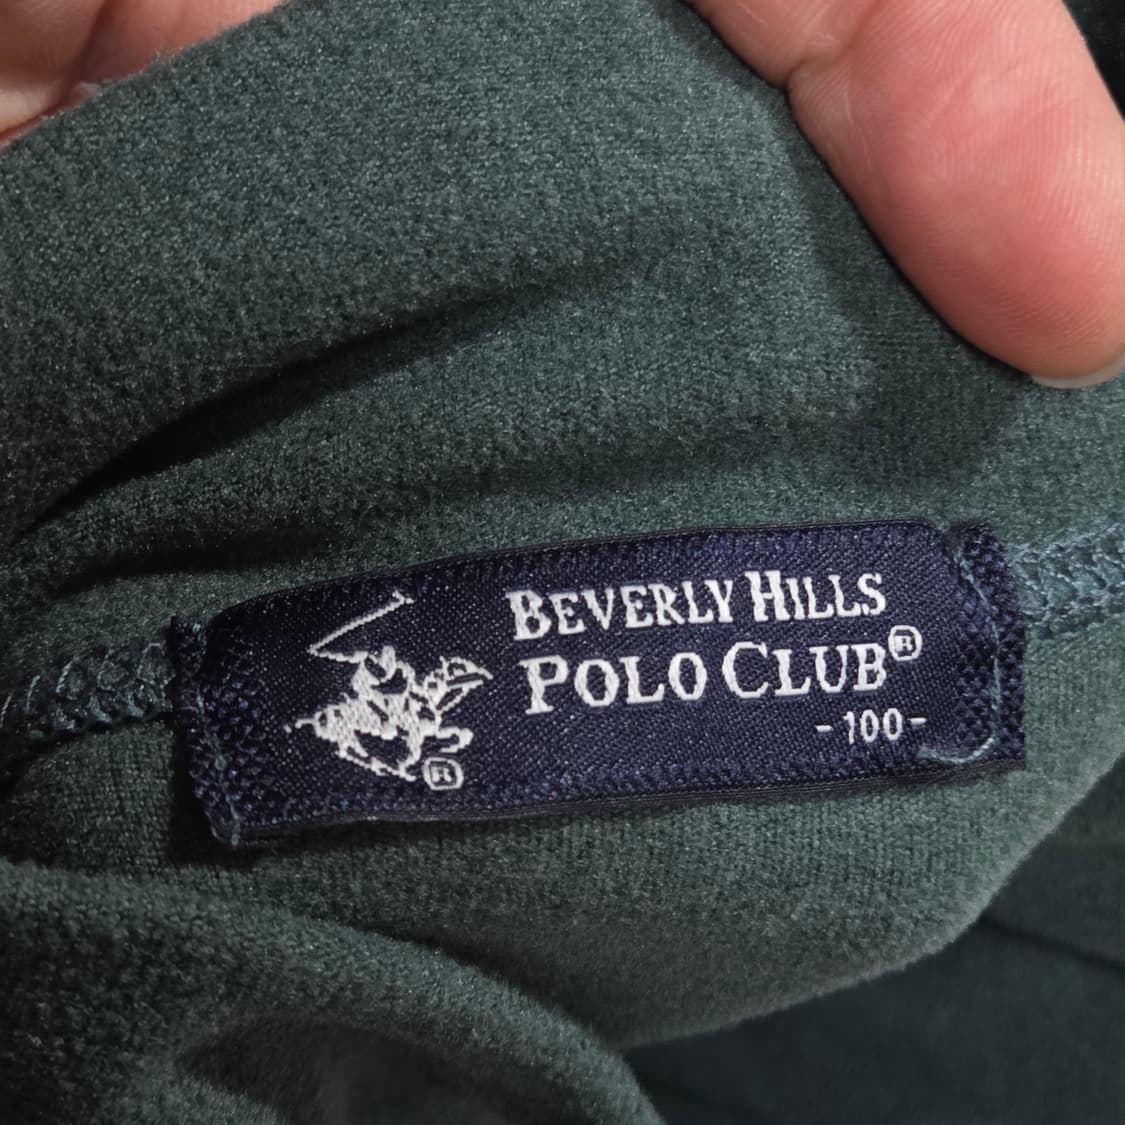 BEVERLY HILLS
POLO CLUB®
-100-
®